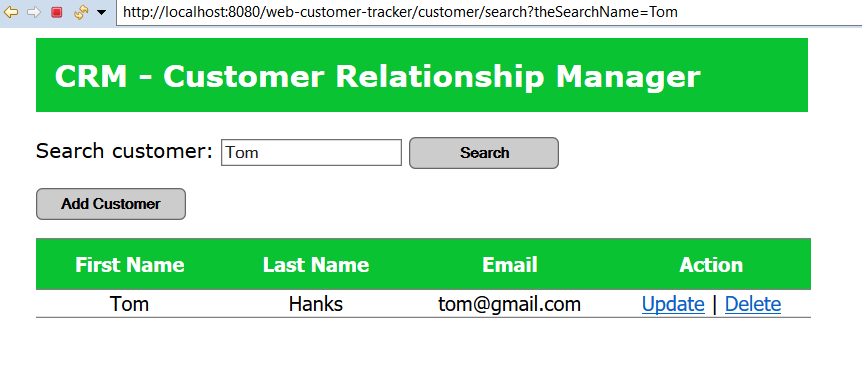 http://localhost:8080/web-customer-tracker/customer/search?theSearchName=Tom
CRM - Customer Relationship Manager
Search customer: Tom Search
Add Customer
First Name Last Name Email Action
Tom Hanks tom@gmail.com Update | Delete